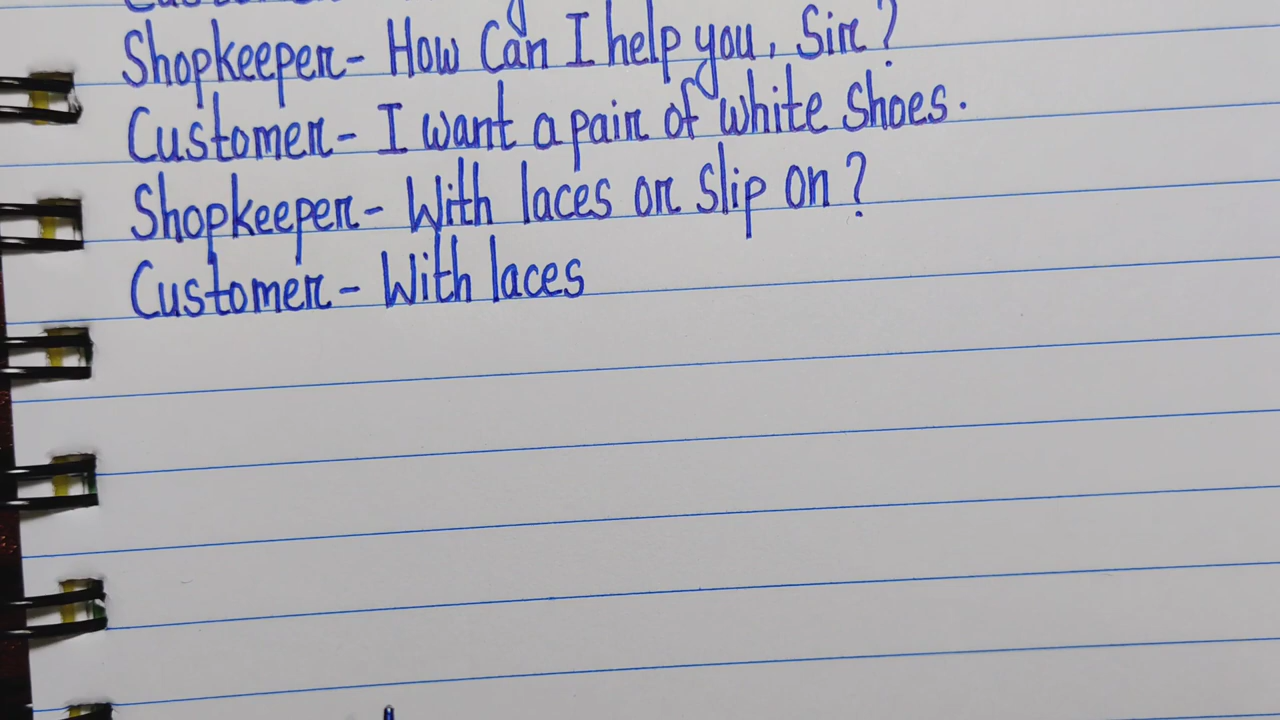 Shopkeeper- How Can I help you, Sir?
Customer- I want a pair of white shoes.
Shopkeeper- With laces or slip on?
Customer- With laces